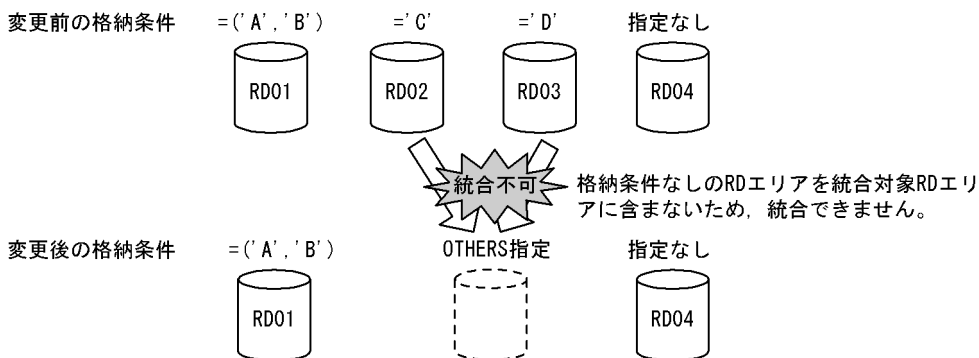 変更前の格納条件 =('A','B') ='C' ='D' 指定なし
RD01 RD02 RD03 RD04
統合不可
格納条件なしのRDエリアを統合対象RDエリ
アに含まないため，統合できません。
変更後の格納条件 =('A','B') OTHERS指定 指定なし
RD01 RD04